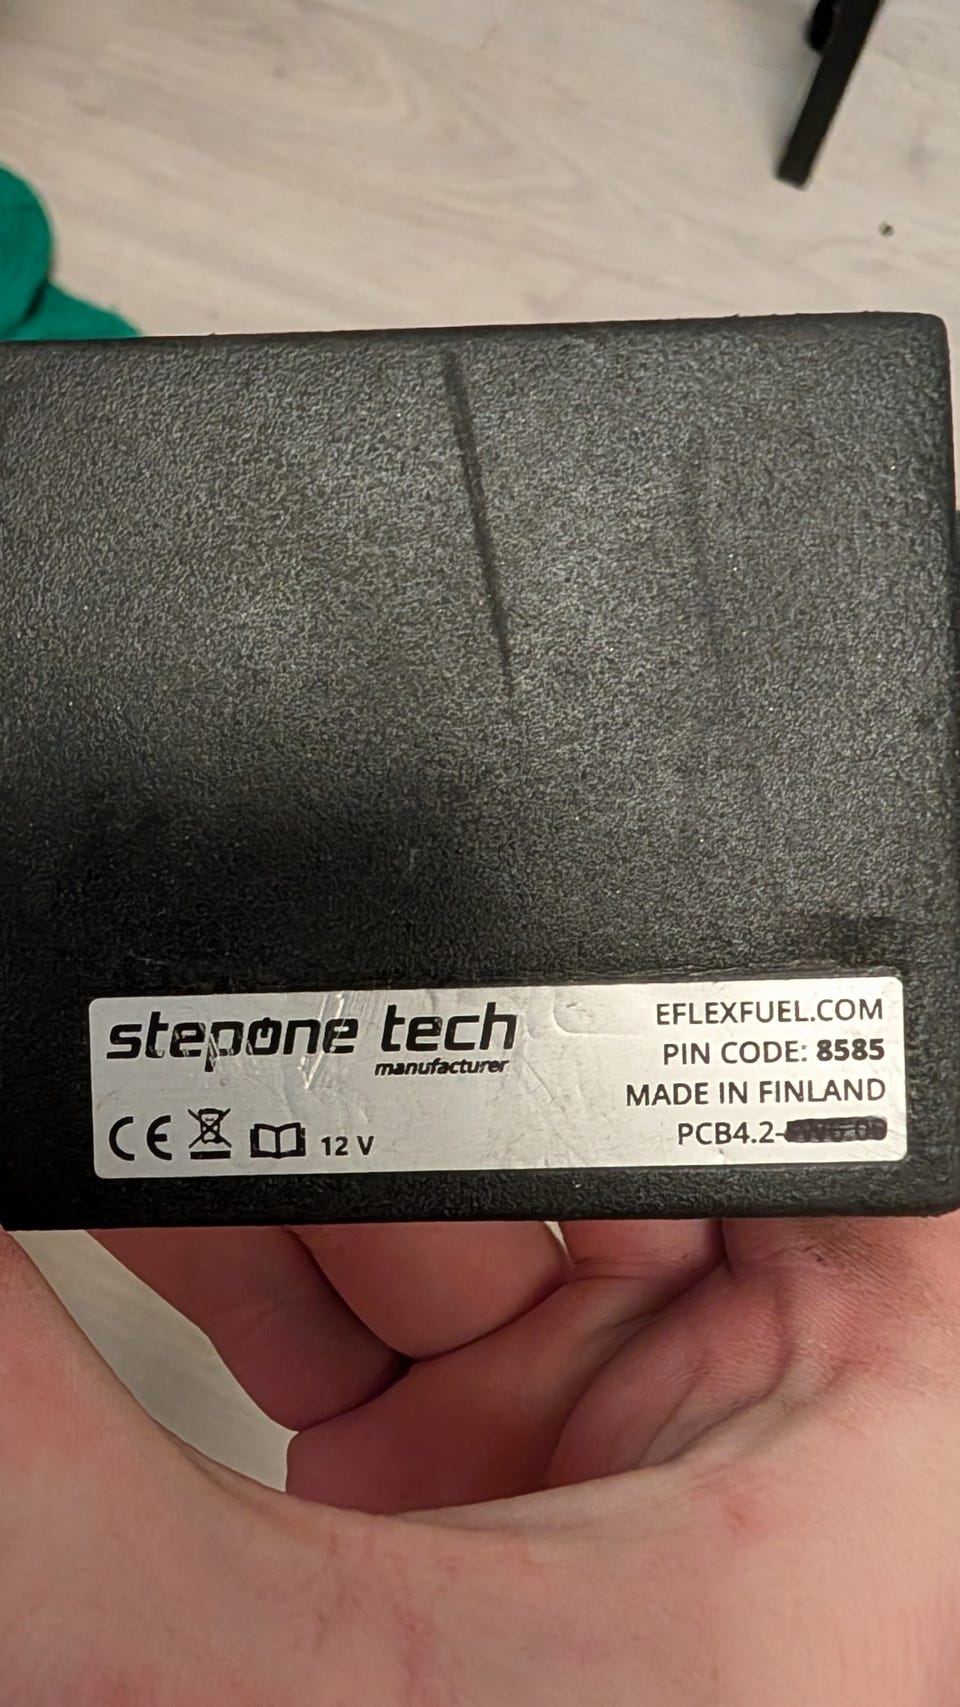 stepone tech
manufacturer
12 V
EFLEXFUEL.COM
PIN CODE: 8585
MADE IN FINLAND
PCB4.2-